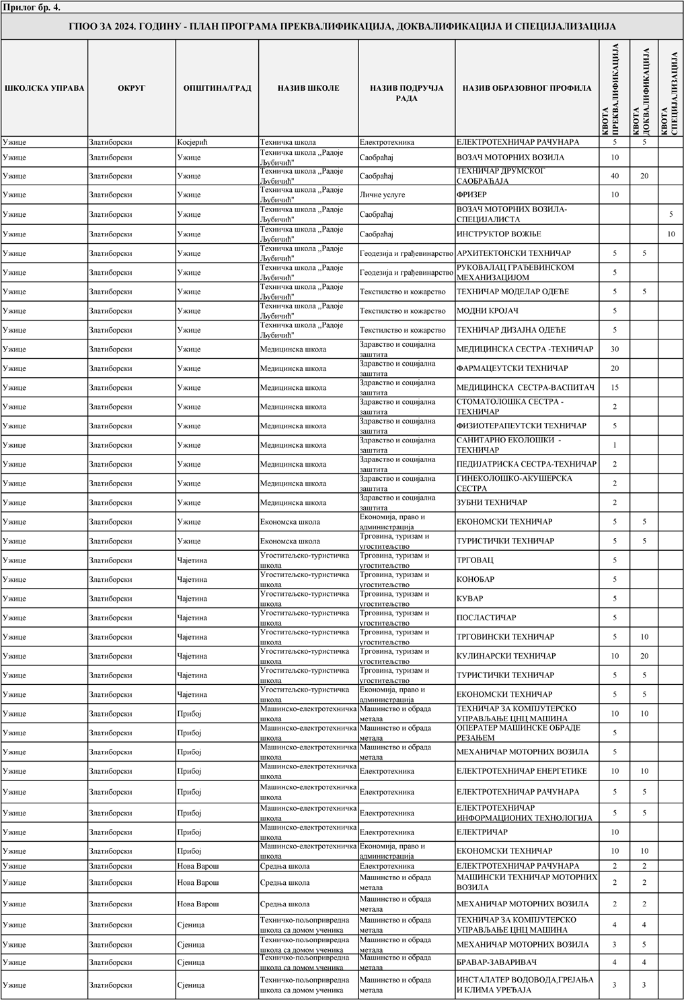 Прилог бр. 4.
ГПОО ЗА 2024. ГОДИНУ - ПЛАН ПРОГРАМА ПРЕКВАЛИФИКАЦИЈА, ДОКВАЛИФИКАЦИЈА И СПЕЦИЈАЛИЗАЦИЈА
ШКОЛСКА УПРАВА ОКРУГ ОПШТИНА/ГРАД НАЗИВ ШКОЛЕ НАЗИВ ПОДРУЧЈА РАДА НАЗИВ ОБРАЗОВНОГ ПРОФИЛА КВОТА ПРЕКВАЛИФИКАЦИЈА КВОТА ДОКВАЛИФИКАЦИЈА КВОТА СПЕЦИЈАЛИЗАЦИЈА
Ужице Златиборски Косјерић Техничка школа Електротехника ЕЛЕКТРОТЕХНИЧАР РАЧУНАРА 5 5
Ужице Златиборски Ужице Техничка школа ,,Радоје Љубичић" Саобраћај ВОЗАЧ МОТОРНИХ ВОЗИЛА 10
Ужице Златиборски Ужице Техничка школа ,,Радоје Љубичић" Саобраћај ТЕХНИЧАР ДРУМСКОГ САОБРАЋАЈА 40 20
Ужице Златиборски Ужице Техничка школа ,,Радоје Љубичић" Личне услуге ФРИЗЕР 10
Ужице Златиборски Ужице Техничка школа ,,Радоје Љубичић" Саобраћај ВОЗАЧ МОТОРНИХ ВОЗИЛА-СПЕЦИЈАЛИСТА 5
Ужице Златиборски Ужице Техничка школа ,,Радоје Љубичић" Саобраћај ИНСТРУКТОР ВОЖЊЕ 10
Ужице Златиборски Ужице Техничка школа ,,Радоје Љубичић" Геодезија и грађевинарство АРХИТЕКТОНСКИ ТЕХНИЧАР 5 5
Ужице Златиборски Ужице Техничка школа ,,Радоје Љубичић" Геодезија и грађевинарство РУКОВАЛАЦ ГРАЂЕВИНСКОМ МЕХАНИЗАЦИЈОМ 5
Ужице Златиборски Ужице Техничка школа ,,Радоје Љубичић" Текстилство и кожарство ТЕХНИЧАР МОДЕЛАР ОДЕЋЕ 5 5
Ужице Златиборски Ужице Техничка школа ,,Радоје Љубичић" Текстилство и кожарство МОДНИ КРОЈАЧ 5
Ужице Златиборски Ужице Техничка школа ,,Радоје Љубичић" Текстилство и кожарство ТЕХНИЧАР ДИЗАЈНА ОДЕЋЕ 5
Ужице Златиборски Ужице Медицинска школа Здравство и социјална заштита МЕДИЦИНСКА СЕСТРА -ТЕХНИЧАР 30
Ужице Златиборски Ужице Медицинска школа Здравство и социјална заштита ФАРМАЦЕУТСКИ ТЕХНИЧАР 20
Ужице Златиборски Ужице Медицинска школа Здравство и социјална заштита МЕДИЦИНСКА СЕСТРА-ВАСПИТАЧ 15
Ужице Златиборски Ужице Медицинска школа Здравство и социјална заштита СТОМАТОЛОШКА СЕСТРА - ТЕХНИЧАР 2
Ужице Златиборски Ужице Медицинска школа Здравство и социјална заштита ФИЗИОТЕРАПЕУТСКИ ТЕХНИЧАР 5
Ужице Златиборски Ужице Медицинска школа Здравство и социјална заштита САНИТАРНО ЕКОЛОШКИ - ТЕХНИЧАР 1
Ужице Златиборски Ужице Медицинска школа Здравство и социјална заштита ПЕДИЈАТРИСКА СЕСТРА-ТЕХНИЧАР 2
Ужице Златиборски Ужице Медицинска школа Здравство и социјална заштита ГИНЕКОЛОШКО-АКУШЕРСКА СЕСТРА 2
Ужице Златиборски Ужице Медицинска школа Здравство и социјална заштита ЗУБНИ ТЕХНИЧАР 2
Ужице Златиборски Ужице Економска школа Економија, право и администрација ЕКОНОМСКИ ТЕХНИЧАР 5 5
Ужице Златиборски Ужице Економска школа Трговина, туризам и угоститељство ТУРИСТИЧКИ ТЕХНИЧАР 5 5
Ужице Златиборски Чајетина Угоститељско-туристичка школа Трговина, туризам и угоститељство ТРГОВАЦ 5
Ужице Златиборски Чајетина Угоститељско-туристичка школа Трговина, туризам и угоститељство КОНОБАР 5
Ужице Златиборски Чајетина Угоститељско-туристичка школа Трговина, туризам и угоститељство КУВАР 5
Ужице Златиборски Чајетина Угоститељско-туристичка школа Трговина, туризам и угоститељство ПОСЛАСТИЧАР 5
Ужице Златиборски Чајетина Угоститељско-туристичка школа Трговина, туризам и угоститељство ТРГОВИНСКИ ТЕХНИЧАР 5 10
Ужице Златиборски Чајетина Угоститељско-туристичка школа Трговина, туризам и угоститељство КУЛИНАРСКИ ТЕХНИЧАР 10 20
Ужице Златиборски Чајетина Угоститељско-туристичка школа Трговина, туризам и угоститељство ТУРИСТИЧКИ ТЕХНИЧАР 5 5
Ужице Златиборски Чајетина Угоститељско-туристичка школа Економија, право и администрација ЕКОНОМСКИ ТЕХНИЧАР 5 5
Ужице Златиборски Прибој Машинско-електротехничка школа Машинство и обрада метала ТЕХНИЧАР ЗА КОМПЈУТЕРСКО УПРАВЉАЊЕ ЦНЦ МАШИНА 10 10
Ужице Златиборски Прибој Машинско-електротехничка школа Машинство и обрада метала ОПЕРАТЕР МАШИНСКЕ ОБРАДЕ РЕЗАЊЕМ 5
Ужице Златиборски Прибој Машинско-електротехничка школа Машинство и обрада метала МЕХАНИЧАР МОТОРНИХ ВОЗИЛА 5
Ужице Златиборски Прибој Машинско-електротехничка школа Електротехника ЕЛЕКТРОТЕХНИЧАР ЕНЕРГЕТИКЕ 10 10
Ужице Златиборски Прибој Машинско-електротехничка школа Електротехника ЕЛЕКТРОТЕХНИЧАР РАЧУНАРА 5 5
Ужице Златиборски Прибој Машинско-електротехничка школа Електротехника ЕЛЕКТРОТЕХНИЧАР ИНФОРМАЦИОНИХ ТЕХНОЛОГИЈА 5 5
Ужице Златиборски Прибој Машинско-електротехничка школа Електротехника ЕЛЕКТРИЧАР 10
Ужице Златиборски Прибој Машинско-електротехничка школа Економија, право и администрација ЕКОНОМСКИ ТЕХНИЧАР 10 10
Ужице Златиборски Нова Варош Средња школа Електротехника ЕЛЕКТРОТЕХНИЧАР РАЧУНАРА 2 2
Ужице Златиборски Нова Варош Средња школа Машинство и обрада метала МАШИНСКИ ТЕХНИЧАР МОТОРНИХ ВОЗИЛА 2 2
Ужице Златиборски Нова Варош Средња школа Машинство и обрада метала МЕХАНИЧАР МОТОРНИХ ВОЗИЛА 2 2
Ужице Златиборски Сјеница Техничко-пољопривредна школа са домом ученика Машинство и обрада метала ТЕХНИЧАР ЗА КОМПЈУТЕРСКО УПРАВЉАЊЕ ЦНЦ МАШИНА 4 4
Ужице Златиборски Сјеница Техничко-пољопривредна школа са домом ученика Машинство и обрада метала МЕХАНИЧАР МОТОРНИХ ВОЗИЛА 3 5
Ужице Златиборски Сјеница Техничко-пољопривредна школа са домом ученика Машинство и обрада метала БРАВАР-ЗАВАРИВАЧ 4 4
Ужице Златиборски Сјеница Техничко-пољопривредна школа са домом ученика Машинство и обрада метала ИНСТАЛАТЕР ВОДОВОДА,ГРЕЈАЊА И КЛИМА УРЕЂАЈА 3 3